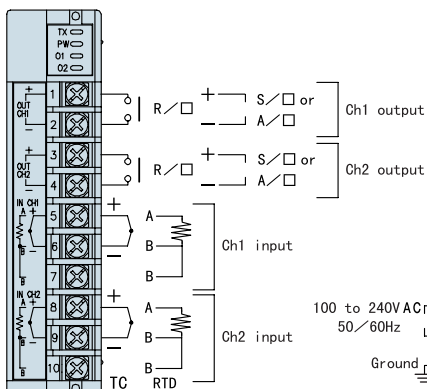 TX
PW
O1
O2
+ OUT CH1 −
1
2
R/□
+ S/□ or
− A/□
Ch1 output
+ OUT CH2 −
3
4
R/□
+ S/□ or
− A/□
Ch2 output
IN CH1
A +
B −
B
5
6
7
+
−
A
B
B
Ch1 input
IN CH2
A +
B −
B
8
9
10
+
−
A
B
B
Ch2 input
TC RTD
100 to 240V AC
50/60Hz
Ground